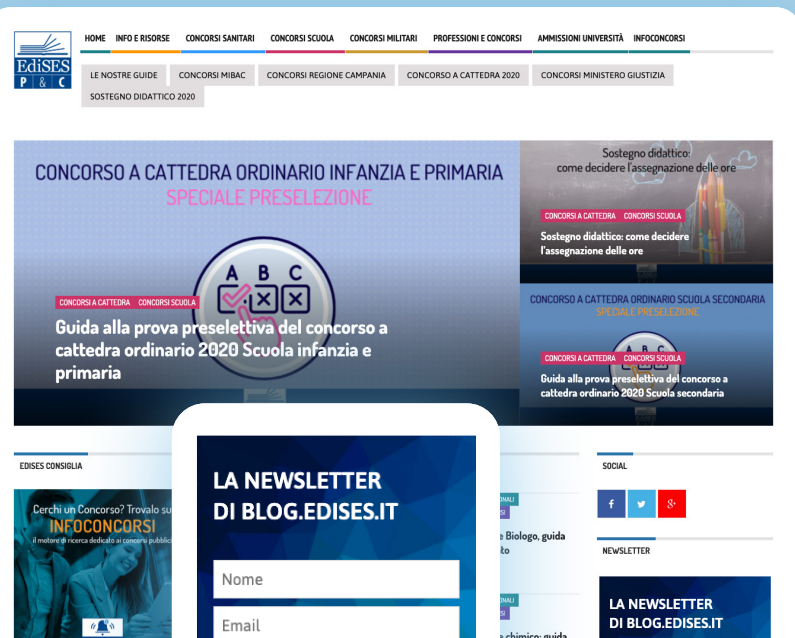 HOME INFO E RISORSE CONCORSI SANITARI CONCORSI SCUOLA CONCORSI MILITARI PROFESSIONI E CONCORSI AMMISSIONI UNIVERSITÀ INFOCONCORSI
EdiSES
P & C
LE NOSTRE GUIDE CONCORSI MIBAC CONCORSI REGIONE CAMPANIA CONCORSO A CATTEDRA 2020 CONCORSI MINISTERO GIUSTIZIA
SOSTEGNO DIDATTICO 2020
CONCORSO A CATTEDRA ORDINARIO INFANZIA E PRIMARIA
SPECIALE PRESELEZIONE
A B C
CONCORSI A CATTEDRA CONCORSI SCUOLA
Guida alla prova preselettiva del concorso a
cattedra ordinario 2020 Scuola infanzia e
primaria
Sostegno didattico:
come decidere l'assegnazione delle ore
CONCORSI A CATTEDRA CONCORSI SCUOLA
Sostegno didattico: come decidere
l'assegnazione delle ore
CONCORSO A CATTEDRA ORDINARIO SCUOLA SECONDARIA
SPECIALE PRESELEZIONE
A B C
CONCORSI A CATTEDRA CONCORSI SCUOLA
Guida alla prova preselettiva del concorso a
cattedra ordinario 2020 Scuola secondaria
EDISES CONSIGLIA
Cerchi un Concorso? Trovalo su
INFOCONCORSI
il motore di ricerca dedicato ai concorsi pubblici
LA NEWSLETTER
DI BLOG.EDISES.IT
Nome
Email
e Biologo, guida
e chimico: guida
SOCIAL
NEWSLETTER
LA NEWSLETTER
DI BLOG.EDISES.IT